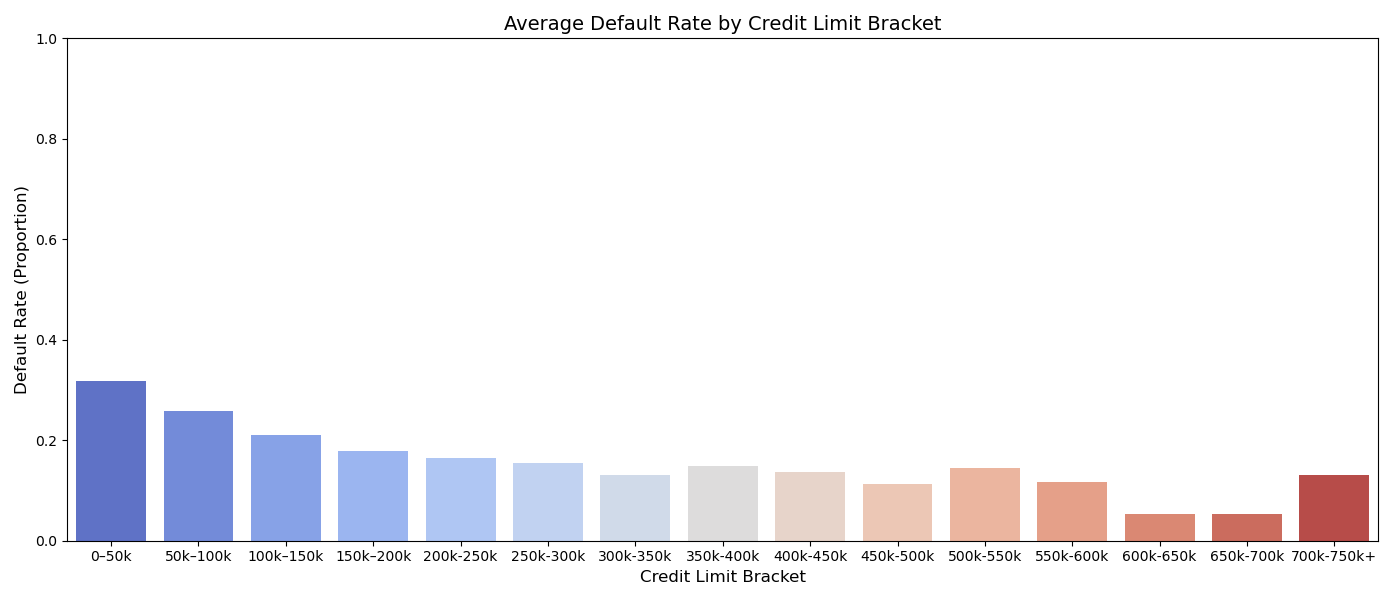 Average Default Rate by Credit Limit Bracket
Default Rate (Proportion)
1.0
0.8
0.6
0.4
0.2
0.0
0–50k 50k–100k 100k–150k 150k–200k 200k-250k 250k-300k 300k-350k 350k-400k 400k-450k 450k-500k 500k-550k 550k-600k 600k-650k 650k-700k 700k-750k+
Credit Limit Bracket